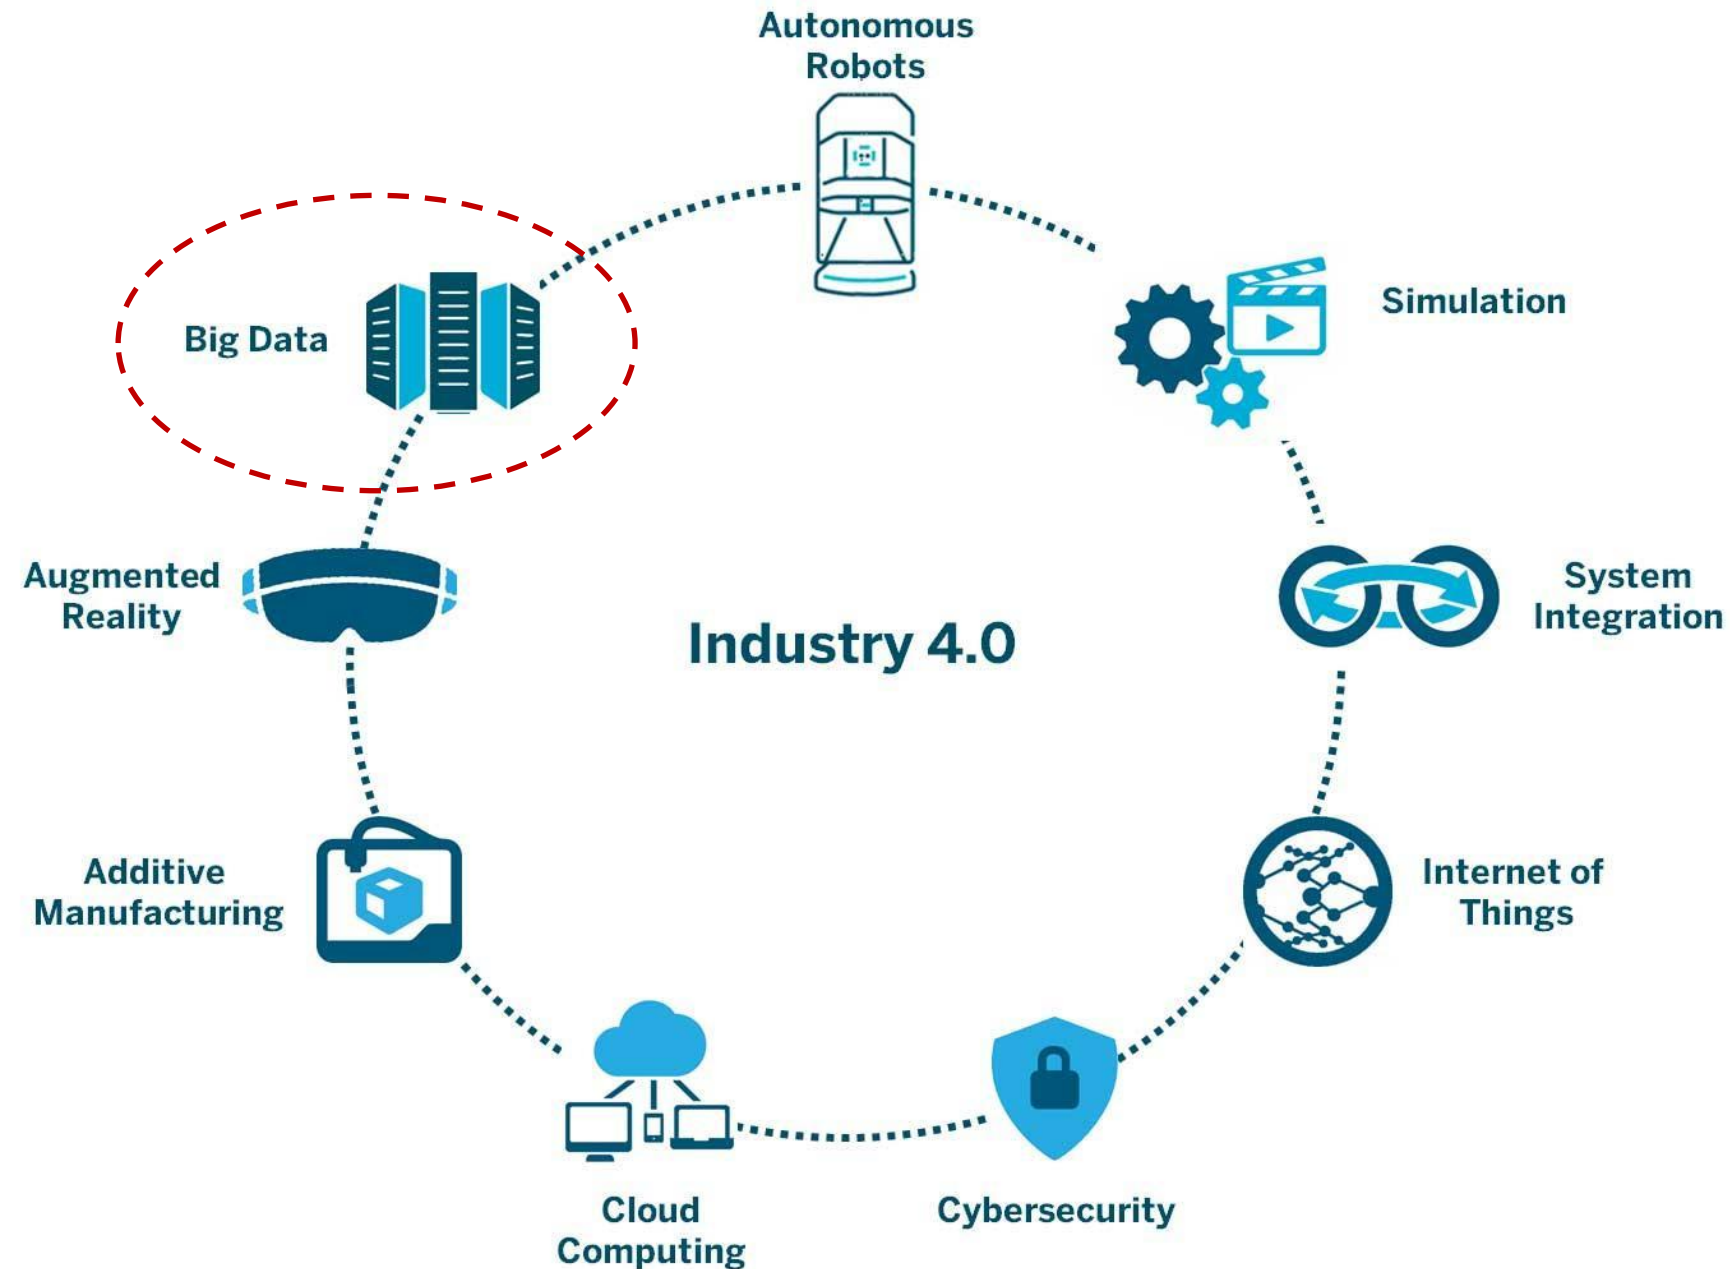 Autonomous
Robots
Simulation
Big Data
System
Integration
Augmented
Reality
Industry 4.0
Internet of
Things
Additive
Manufacturing
Cybersecurity
Cloud
Computing